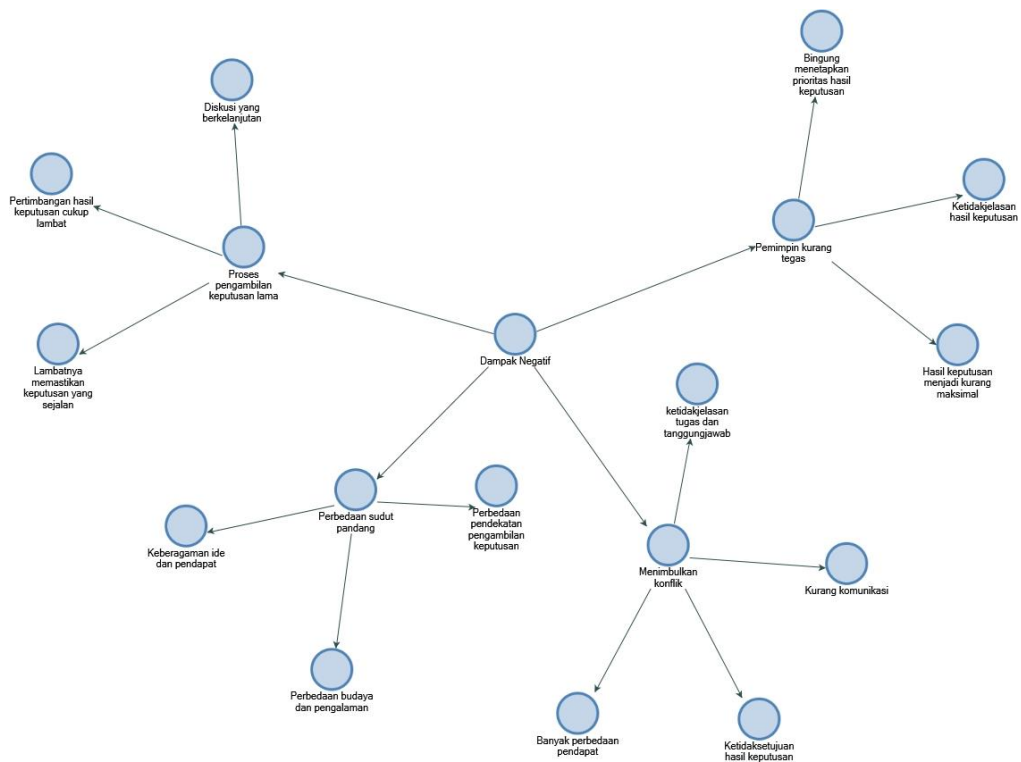 Bingung
menetapkan
prioritas hasil
keputusan
Diskusi yang
berkelanjutan
Pertimbangan hasil
keputusan cukup
lambat
Ketidakjelasan
hasil keputusan
Pemimpin kurang
tegas
Proses
pengambilan
keputusan lama
Dampak Negatif
Lambatnya
memastikan
keputusan yang
sejalan
Hasil keputusan
menjadi kurang
maksimal
ketidakjelasan
tugas dan
tanggungjawab
Perbedaan sudut
pandang
Perbedaan
pendekatan
pengambilan
keputusan
Keberagaman ide
dan pendapat
Menimbulkan
konflik
Kurang komunikasi
Perbedaan budaya
dan pengalaman
Banyak perbedaan
pendapat
Ketidaksetujuan
hasil keputusan